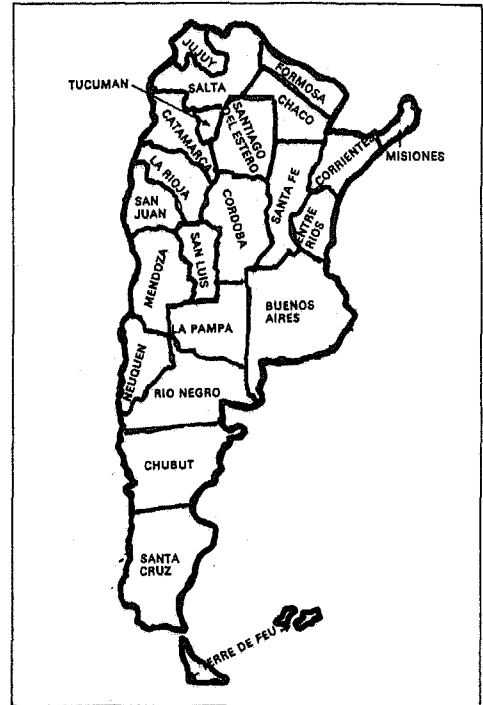 JUJUY
SALTA
FORMOSA
TUCUMAN
CHACO
SANTIAGO
DEL ESTERO
CATAMARCA
CORRIENTES
MISIONES
LA RIOJA
SANTA FE
SAN
JUAN
CORDOBA
ENTRE
RIOS
SAN LUIS
MENDOZA
BUENOS
AIRES
LA PAMPA
NEUQUEN
RIO NEGRO
CHUBUT
SANTA
CRUZ
TERRE DE FEU